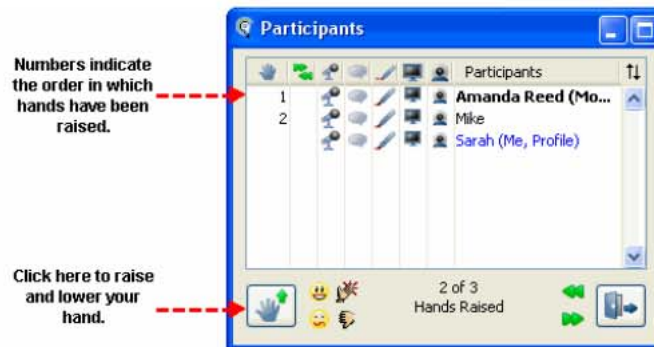 Participants
Numbers indicate
the order in which
hands have been
raised.
Participants
1 Amanda Reed (Mo...
2 Mike
Sarah (Me, Profile)
Click here to raise
and lower your
hand.
2 of 3
Hands Raised